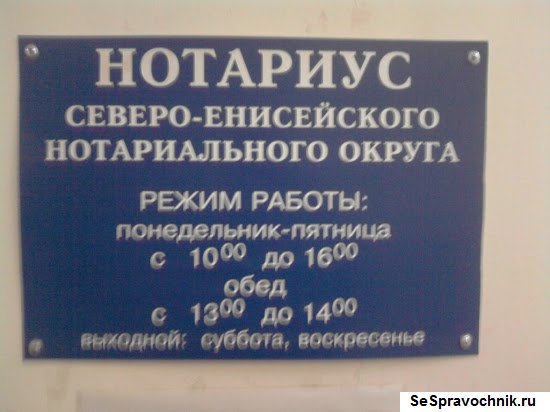 НОТАРИУС
СЕВЕРО-ЕНИСЕЙСКОГО
НОТАРИАЛЬНОГО ОКРУГА
РЕЖИМ РАБОТЫ:
понедельник-пятница
с 10⁰⁰ до 16⁰⁰
обед
с 13⁰⁰ до 14⁰⁰
выходной: суббота, воскресенье
SeSpravochnik.ru